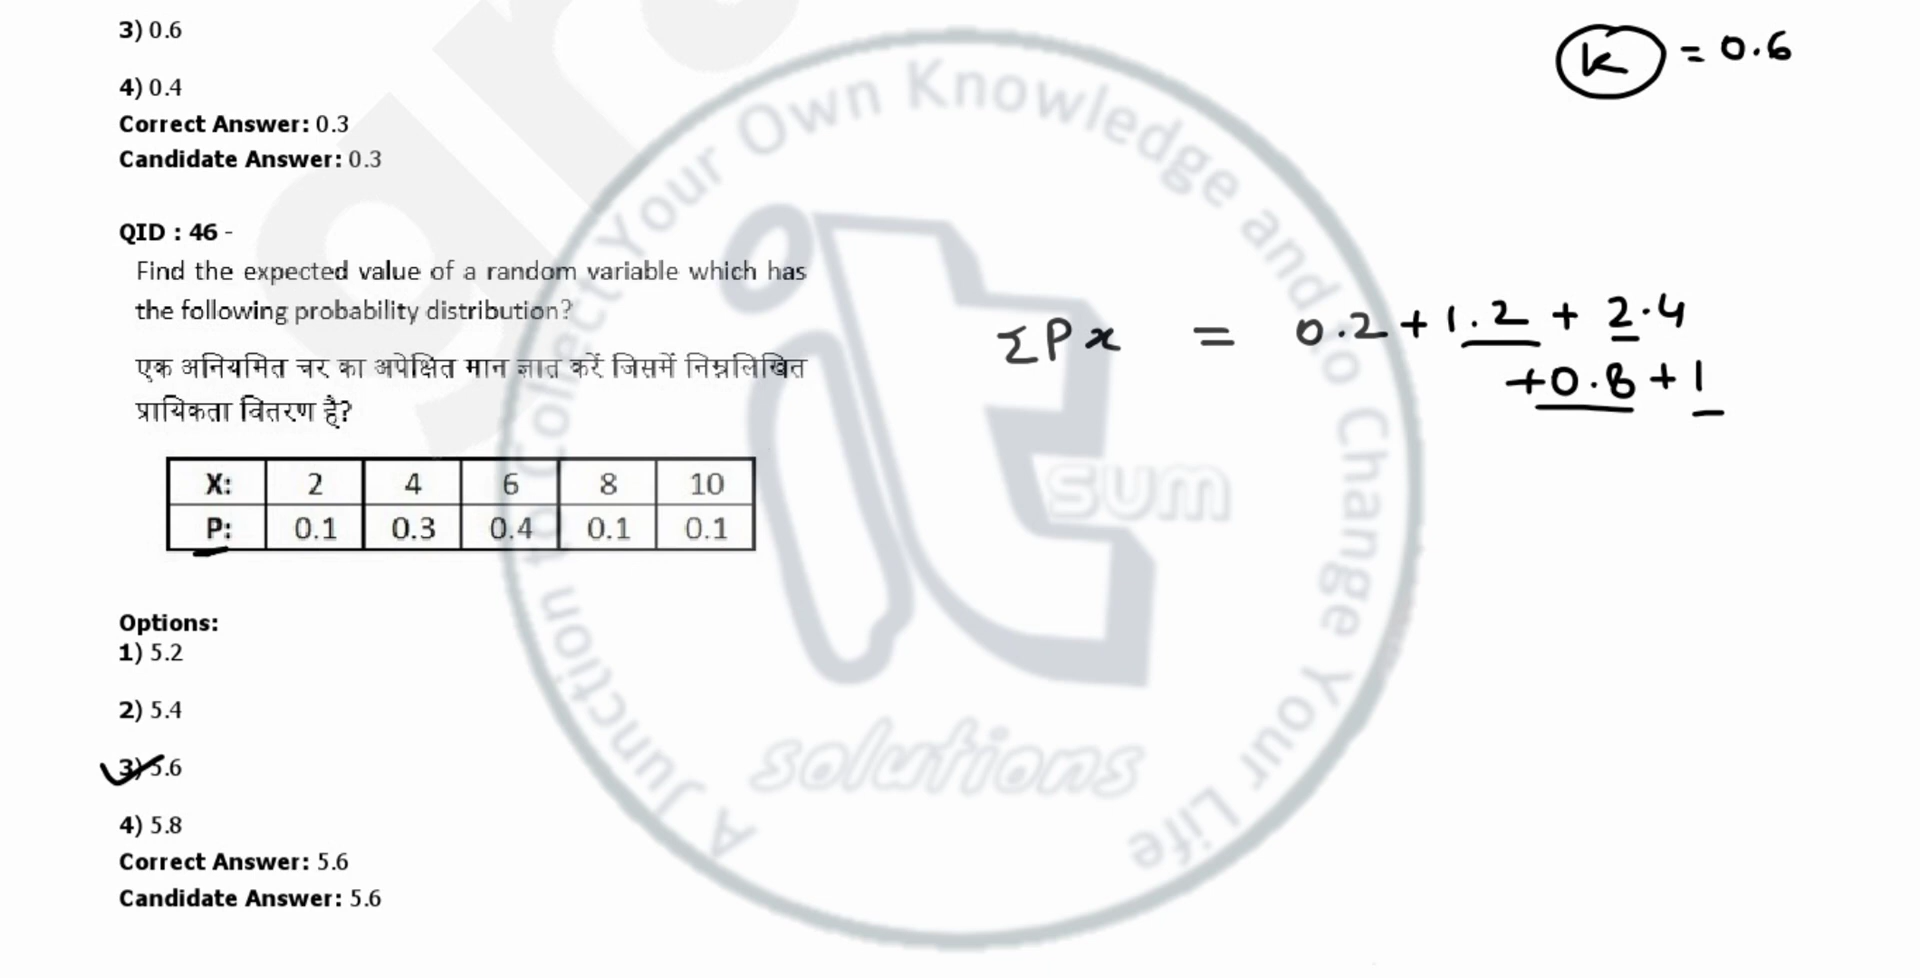 3) 0.6
4) 0.4
Correct Answer: 0.3
Candidate Answer: 0.3
k = 0.6
QID : 46 -
Find the expected value of a random variable which has
the following probability distribution?
एक अनियमित चर का अपेक्षित मान ज्ञात करें जिसमें निम्नलिखित
प्रायिकता वितरण है?
X: 2 4 6 8 10
P: 0.1 0.3 0.4 0.1 0.1
ΣPx = 0.2 + 1.2 + 2.4
+0.8 + 1
Options:
1) 5.2
2) 5.4
3) 5.6
4) 5.8
Correct Answer: 5.6
Candidate Answer: 5.6
A Junction to Collect Your Own Knowledge and to Change Your Life
it
sum
solutions